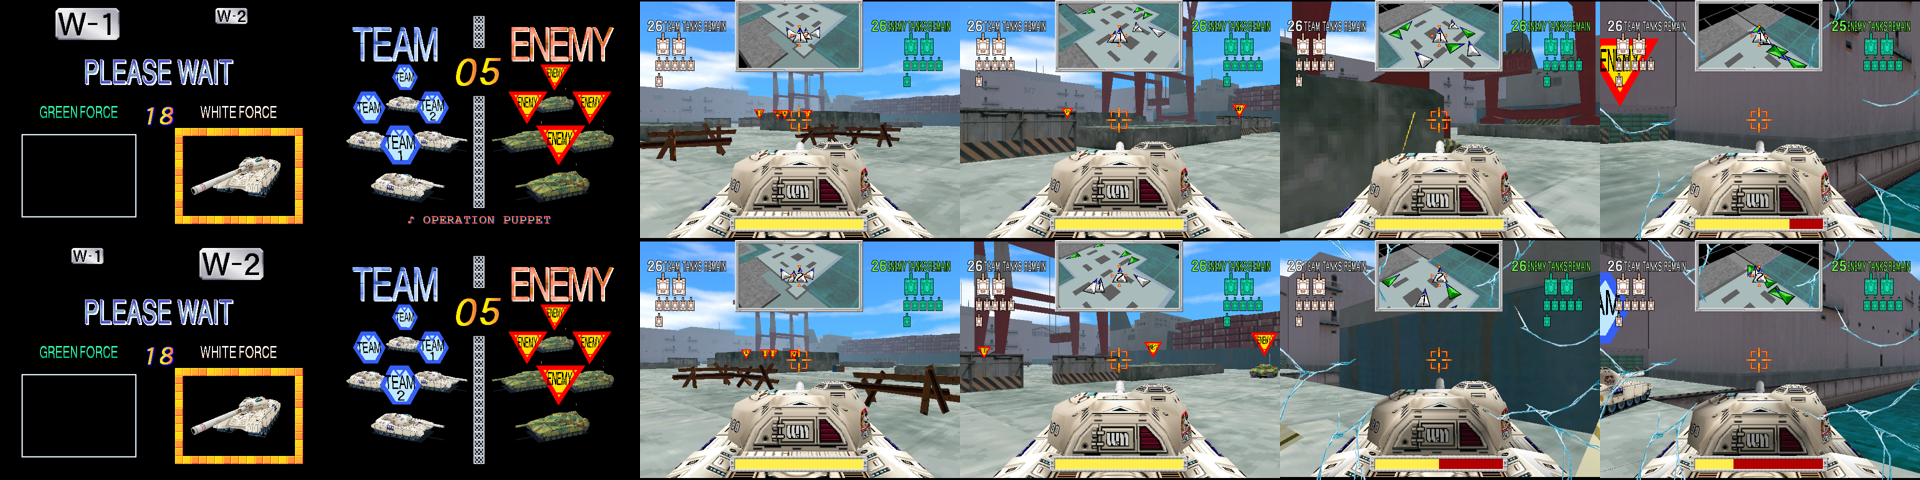 W-1 W-2
PLEASE WAIT
GREEN FORCE 18 WHITE FORCE
TEAM 05 ENEMY
TEAM ENEMY
TEAM TEAM 2 ENEMY ENEMY
TEAM 1 ENEMY
♪ OPERATION PUPPET
26 TEAM TANKS REMAIN 26 ENEMY TANKS REMAIN
26 TEAM TANKS REMAIN 26 ENEMY TANKS REMAIN
26 TEAM TANKS REMAIN 26 ENEMY TANKS REMAIN
26 TEAM TANKS REMAIN 25 ENEMY TANKS REMAIN
W-1 W-2
PLEASE WAIT
GREEN FORCE 18 WHITE FORCE
TEAM 05 ENEMY
TEAM ENEMY
TEAM TEAM 1 ENEMY ENEMY
TEAM 2 ENEMY
26 TEAM TANKS REMAIN 26 ENEMY TANKS REMAIN
26 TEAM TANKS REMAIN 26 ENEMY TANKS REMAIN
26 TEAM TANKS REMAIN 26 ENEMY TANKS REMAIN
26 TEAM TANKS REMAIN 25 ENEMY TANKS REMAIN